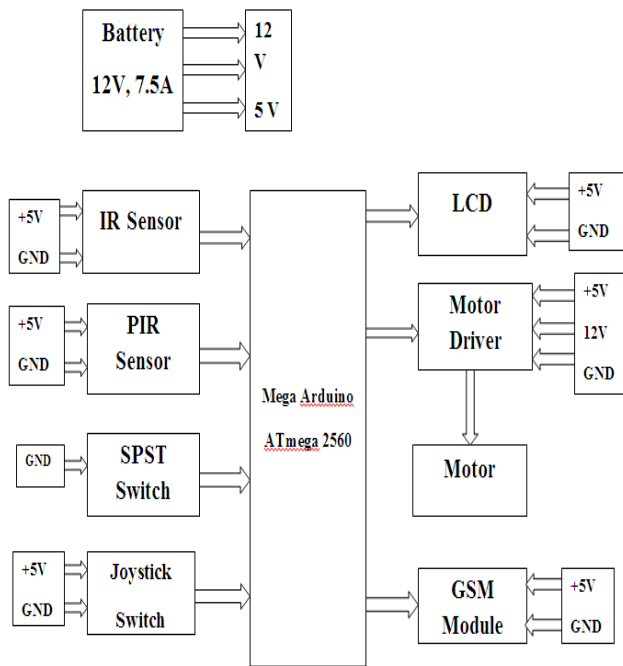 Battery
12V, 7.5A
12
V
5 V
+5V
GND
IR Sensor
+5V
GND
PIR
Sensor
GND
SPST
Switch
+5V
GND
Joystick
Switch
Mega Arduino
ATmega 2560
LCD
+5V
GND
Motor
Driver
+5V
12V
GND
Motor
GSM
Module
+5V
GND